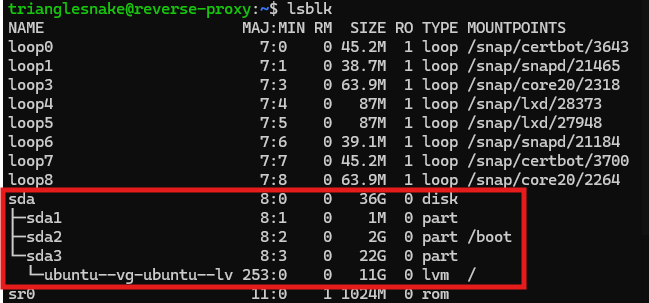 trianglesnake@reverse-proxy:~$ lsblk
NAME MAJ:MIN RM SIZE RO TYPE MOUNTPOINTS
loop0 7:0 0 45.2M 1 loop /snap/certbot/3643
loop1 7:1 0 38.7M 1 loop /snap/snapd/21465
loop3 7:3 0 63.9M 1 loop /snap/core20/2318
loop4 7:4 0 87M 1 loop /snap/lxd/28373
loop5 7:5 0 87M 1 loop /snap/lxd/27948
loop6 7:6 0 39.1M 1 loop /snap/snapd/21184
loop7 7:7 0 45.2M 1 loop /snap/certbot/3700
loop8 7:8 0 63.9M 1 loop /snap/core20/2264
sda 8:0 0 36G 0 disk
├─sda1 8:1 0 1M 0 part
├─sda2 8:2 0 2G 0 part /boot
└─sda3 8:3 0 22G 0 part
└─ubuntu--vg-ubuntu--lv 253:0 0 11G 0 lvm /
sr0 11:0 1 1024M 0 rom